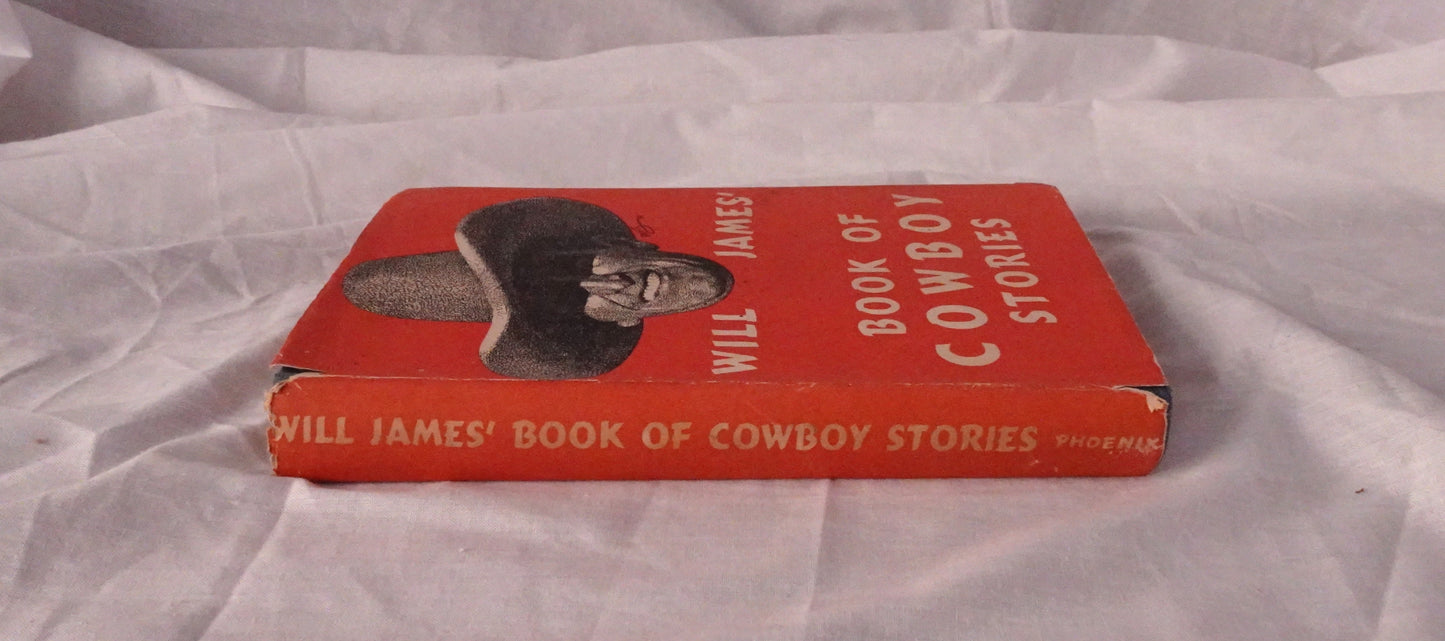 WILL JAMES'
BOOK OF
COWBOY
STORIES
WILL JAMES' BOOK OF COWBOY STORIES PHOENIX